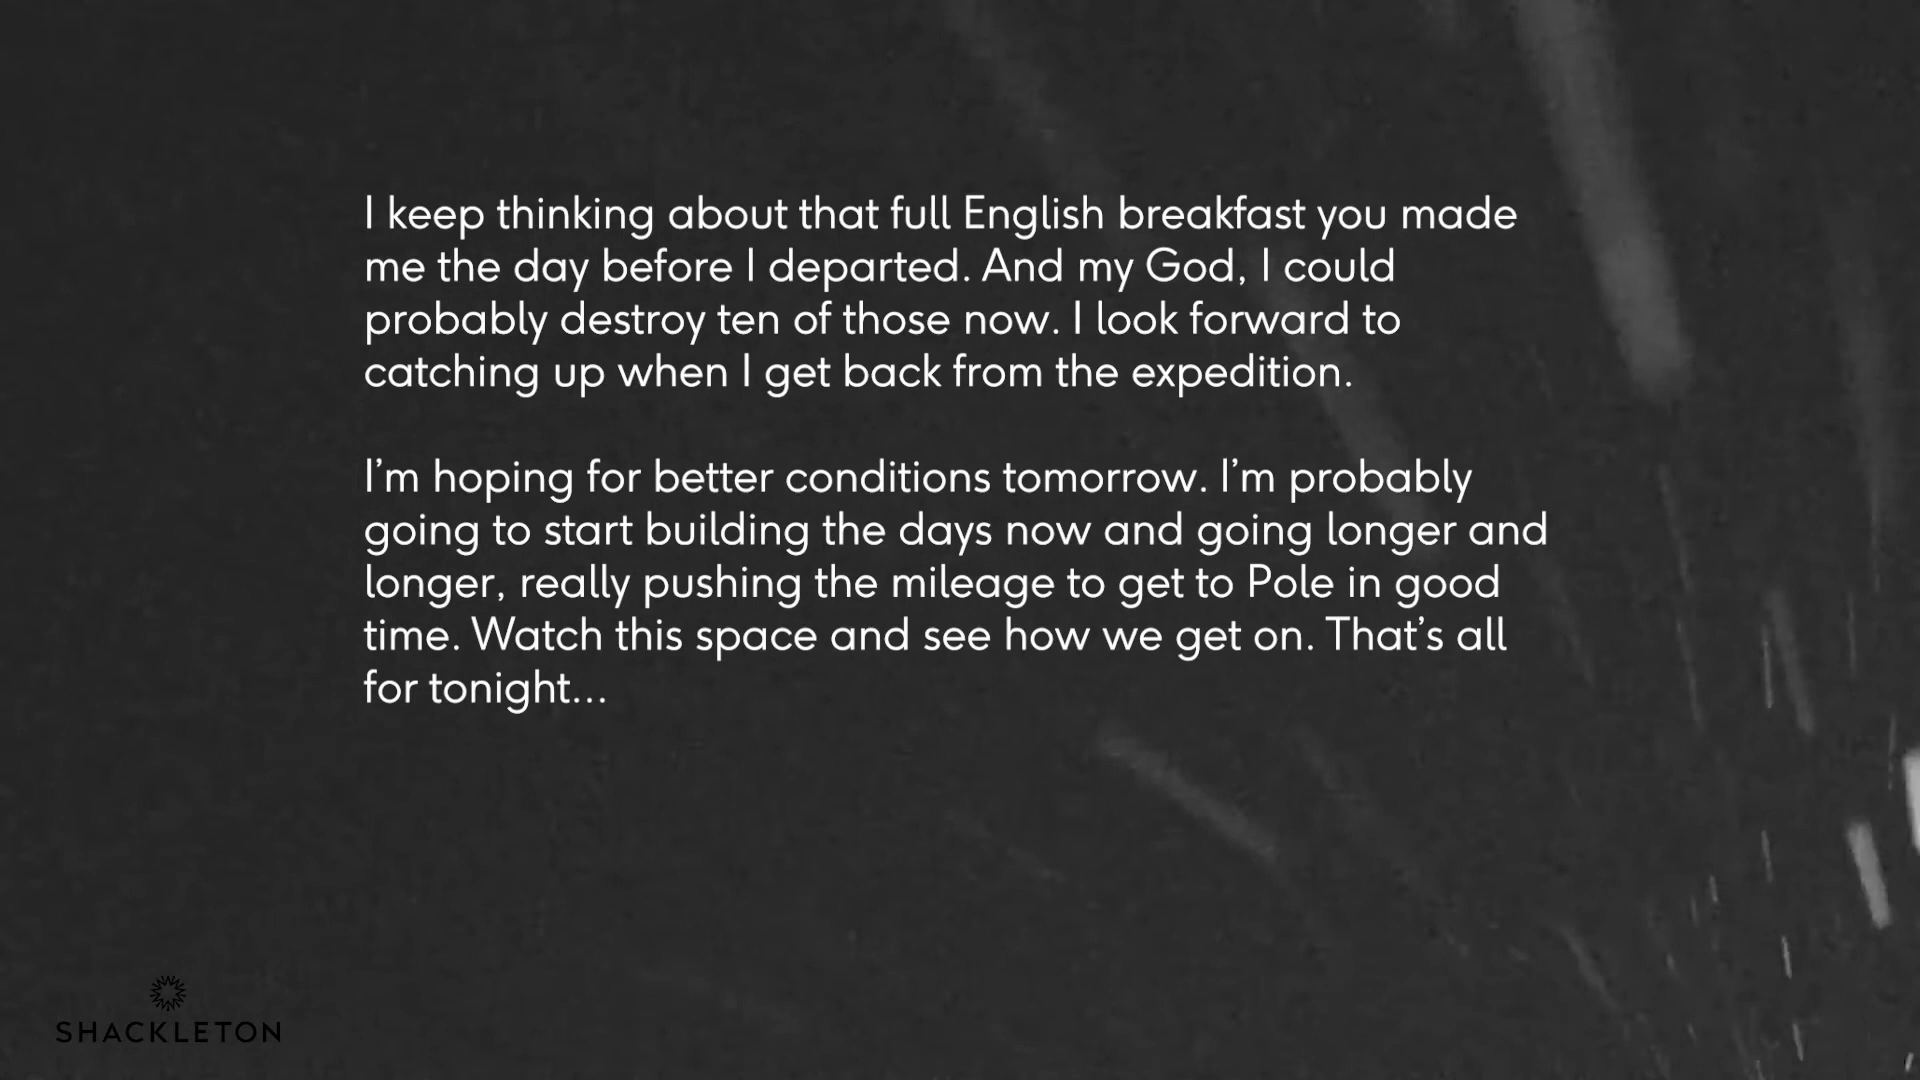 I keep thinking about that full English breakfast you made
me the day before I departed. And my God, I could
probably destroy ten of those now. I look forward to
catching up when I get back from the expedition.
I’m hoping for better conditions tomorrow. I’m probably
going to start building the days now and going longer and
longer, really pushing the mileage to get to Pole in good
time. Watch this space and see how we get on. That’s all
for tonight...
SHACKLETON